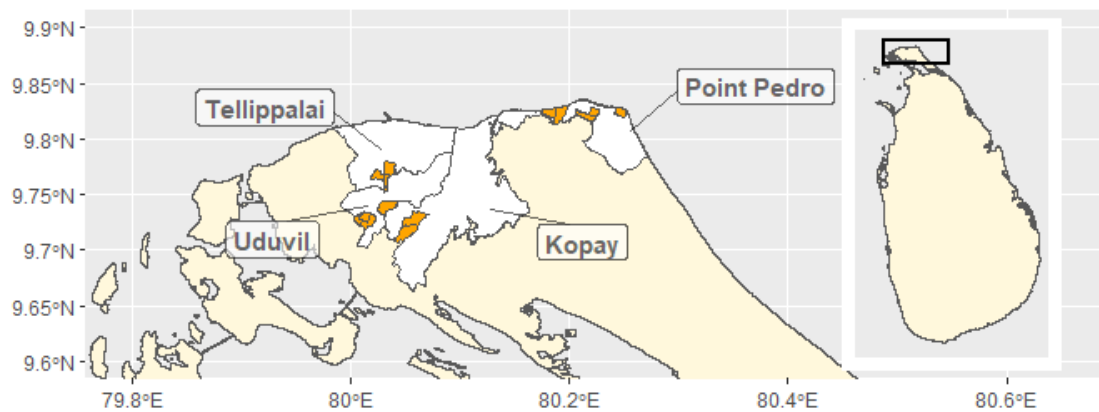 9.9°N
9.85°N
9.8°N
9.75°N
9.7°N
9.65°N
9.6°N
Tellippalai
Point Pedro
Uduvil
Kopay
79.8°E
80°E
80.2°E
80.4°E
80.6°E